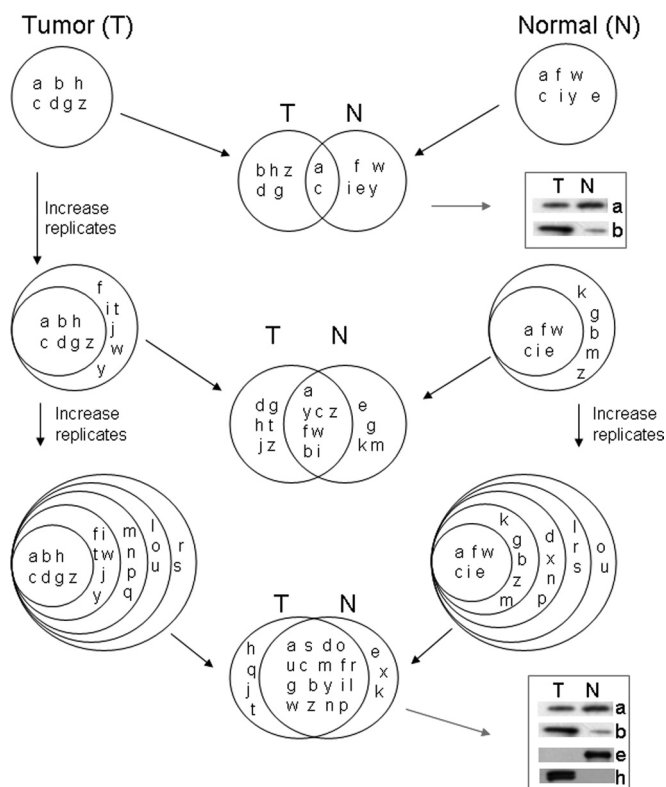 Tumor (T)
Normal (N)
a b h
c d g z
a f w
c i y e
T N
b h z
d g
a
c
f w
i e y
T N
a
b
Increase
replicates
a b h
c d g z
f
i t
j
w
y
a f w
c i e
k
g
b
m
z
T N
d g
h t
j z
a
y c z
f w
b i
e
g
k m
Increase
replicates
Increase
replicates
a b h
c d g z
f i
t w
j
y
m
n
p
q
l
o
u
r
s
a f w
c i e
k
g
b
z
m
d
x
n
p
l
r
s
o
u
T N
h
q
j
t
a s d o
u c m f r
g b y i l
w z n p
e
x
k
T N
a
b
e
h